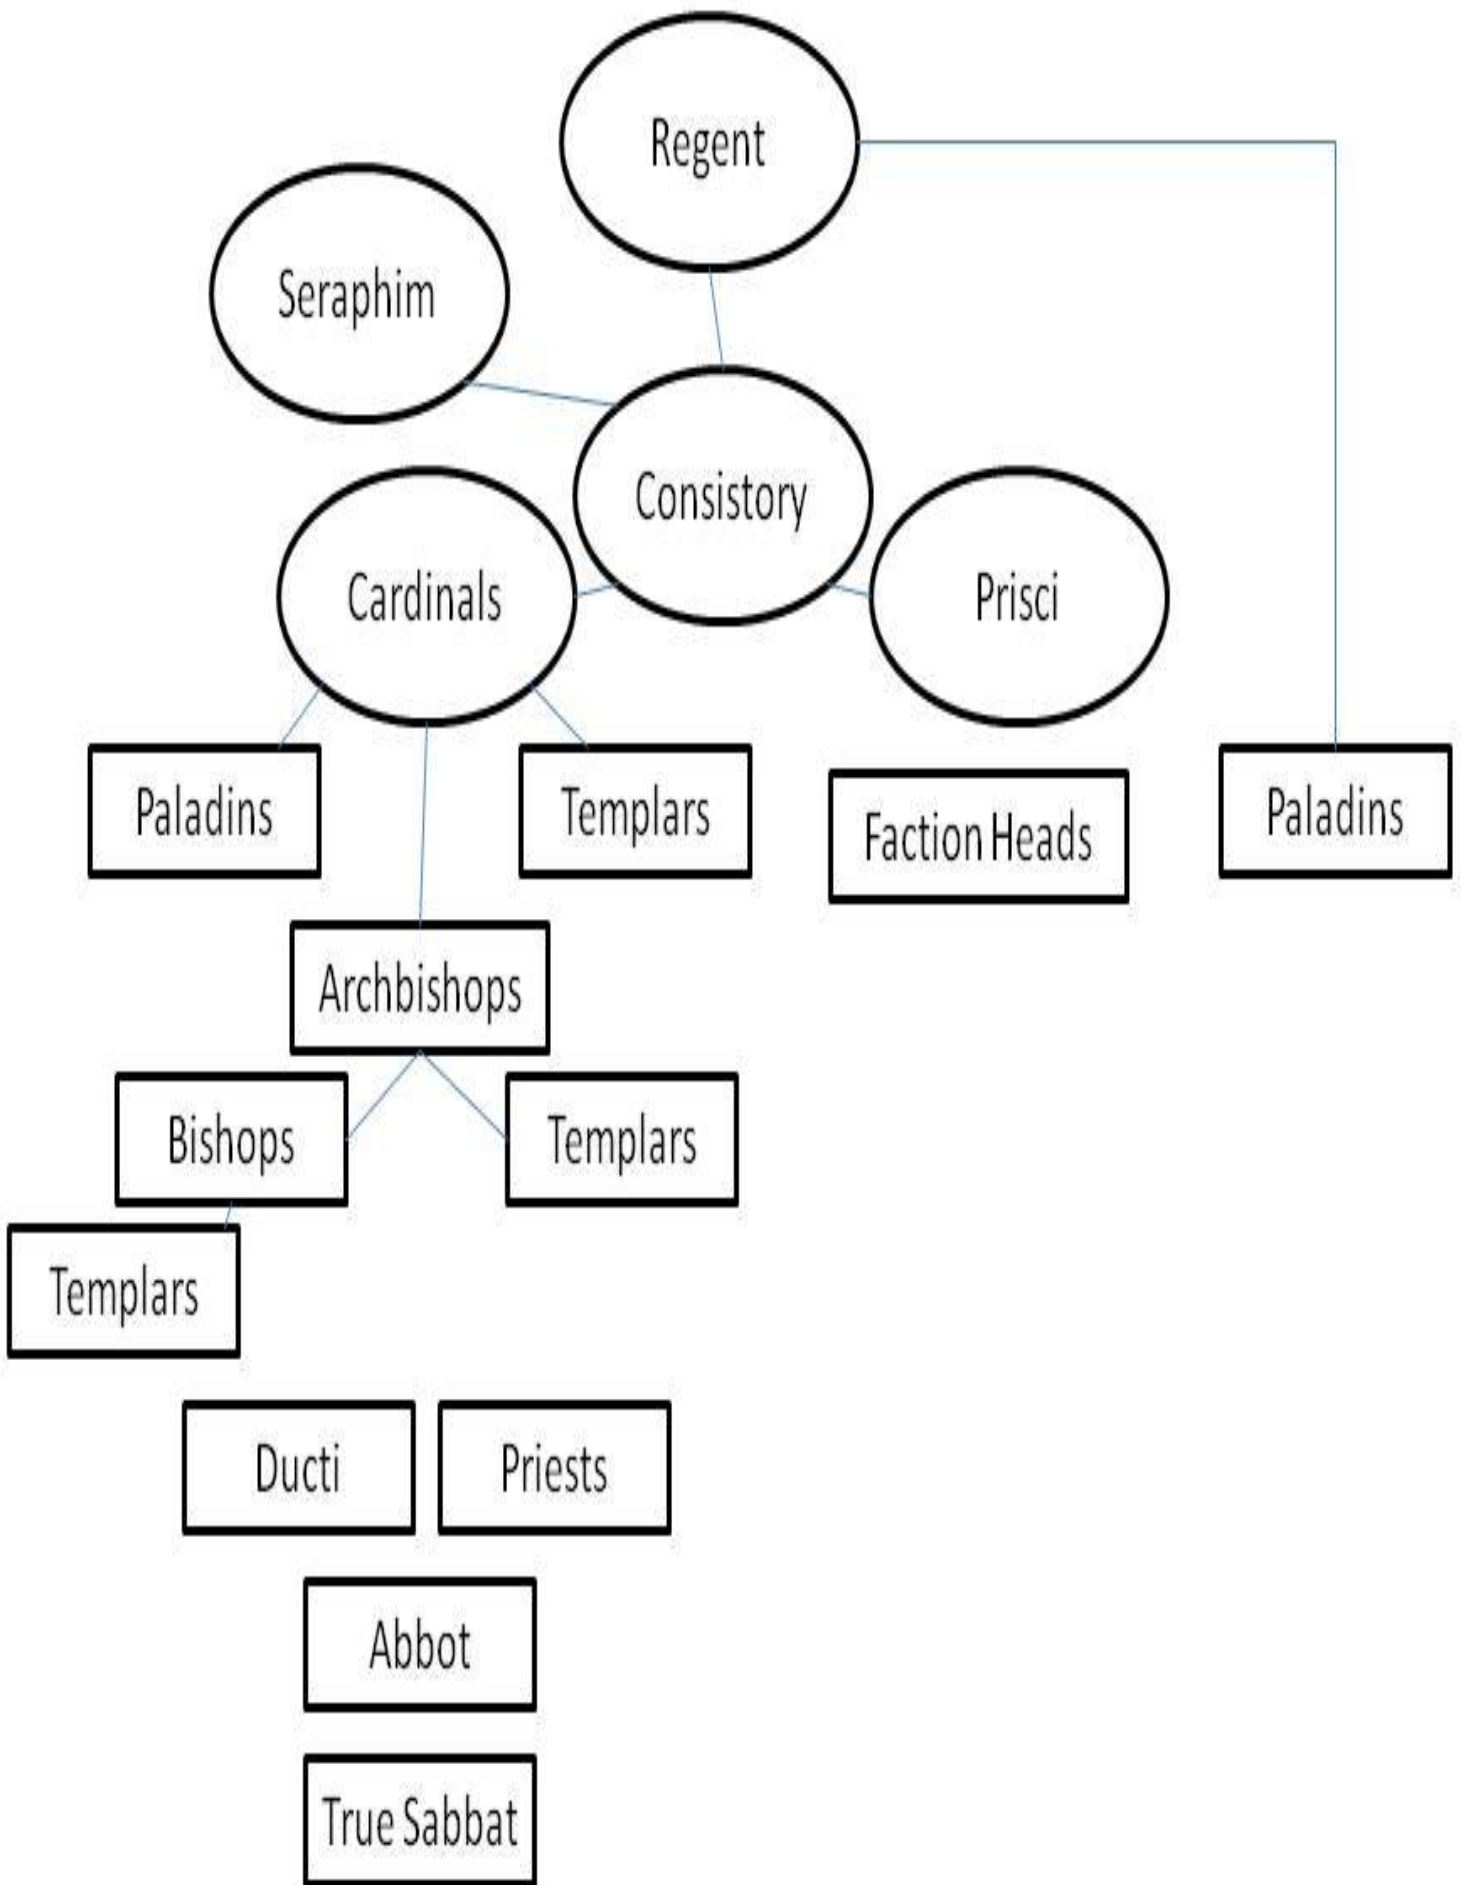 Regent
Seraphim
Consistory
Cardinals
Prisci
Paladins
Templars
Faction Heads
Paladins
Archbishops
Bishops
Templars
Templars
Ducti
Priests
Abbot
True Sabbat